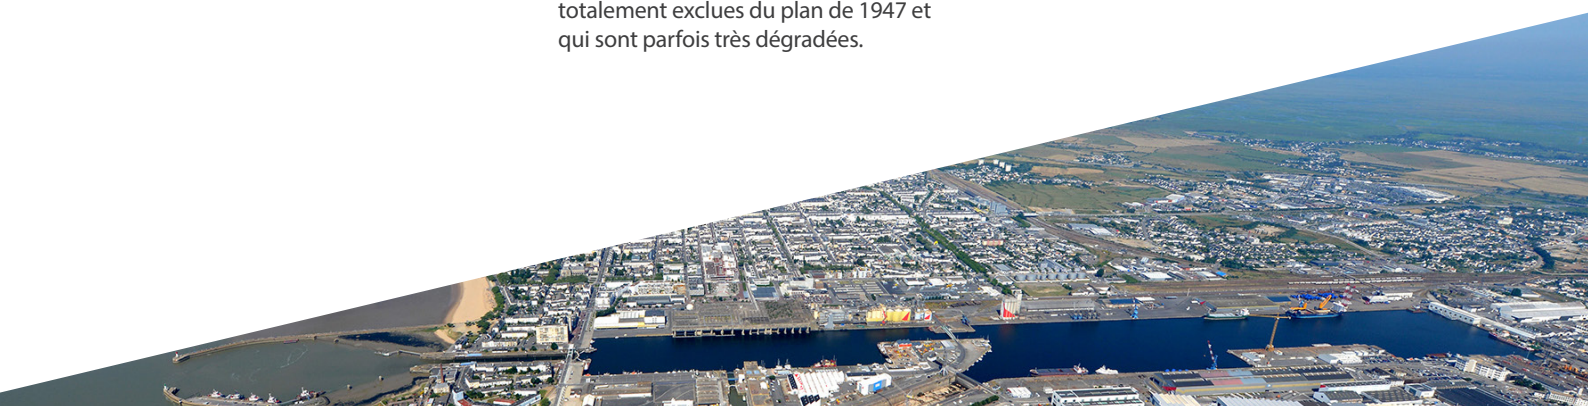 totalement exclues du plan de 1947 et
qui sont parfois très dégradées.